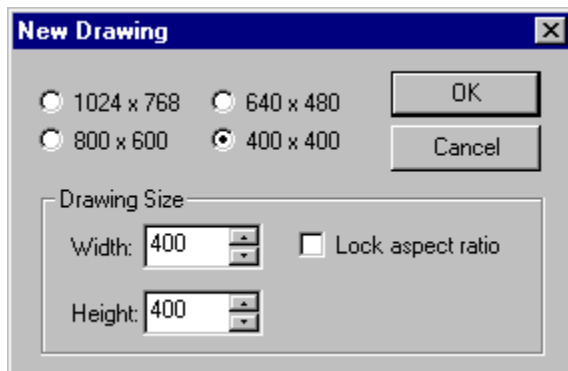 New Drawing
1024 x 768
640 x 480
OK
800 x 600
400 x 400
Cancel
Drawing Size
Width: 400
Lock aspect ratio
Height: 400